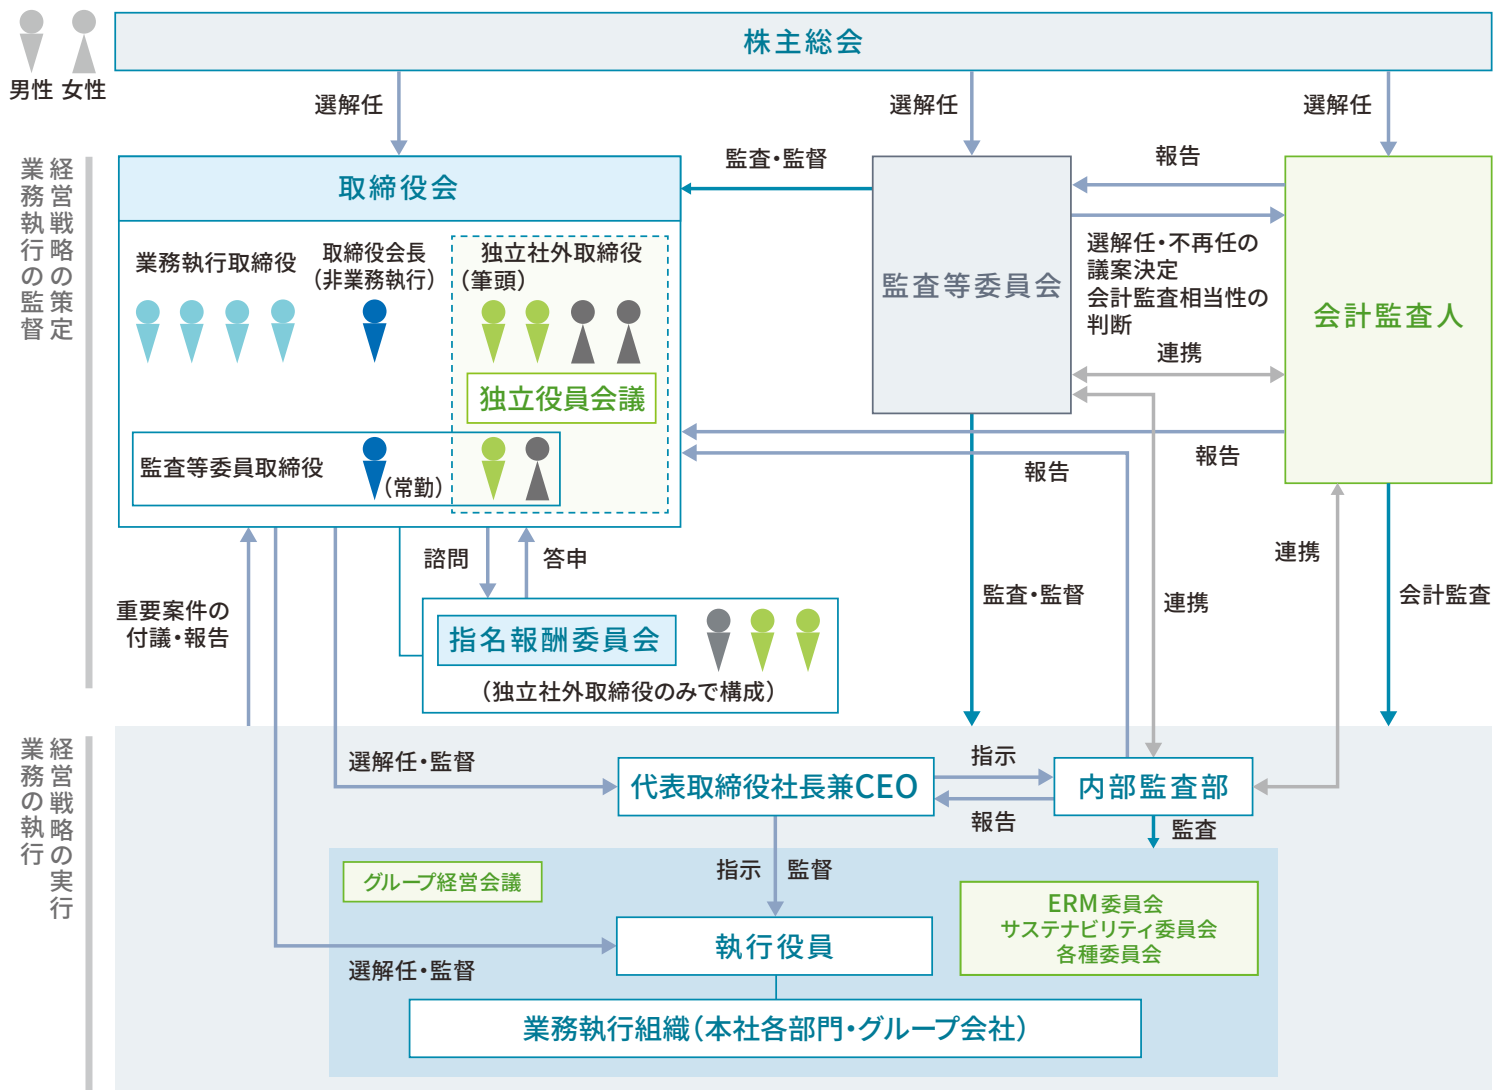 男性 女性
株主総会
選解任
選解任
選解任
経営戦略の策定
業務執行の監督
取締役会
業務執行取締役
取締役会長
（非業務執行）
独立社外取締役
（筆頭）
独立役員会議
監査等委員取締役
（常勤）
監査・監督
監査等委員会
報告
選解任・不再任の
議案決定
会計監査相当性の
判断
連携
会計監査人
報告
報告
諮問
答申
重要案件の
付議・報告
指名報酬委員会
（独立社外取締役のみで構成）
監査・監督
連携
連携
会計監査
経営戦略の実行
業務の執行
選解任・監督
代表取締役社長兼CEO
指示
報告
内部監査部
監査
指示
監督
グループ経営会議
ERM委員会
サステナビリティ委員会
各種委員会
執行役員
選解任・監督
業務執行組織（本社各部門・グループ会社）